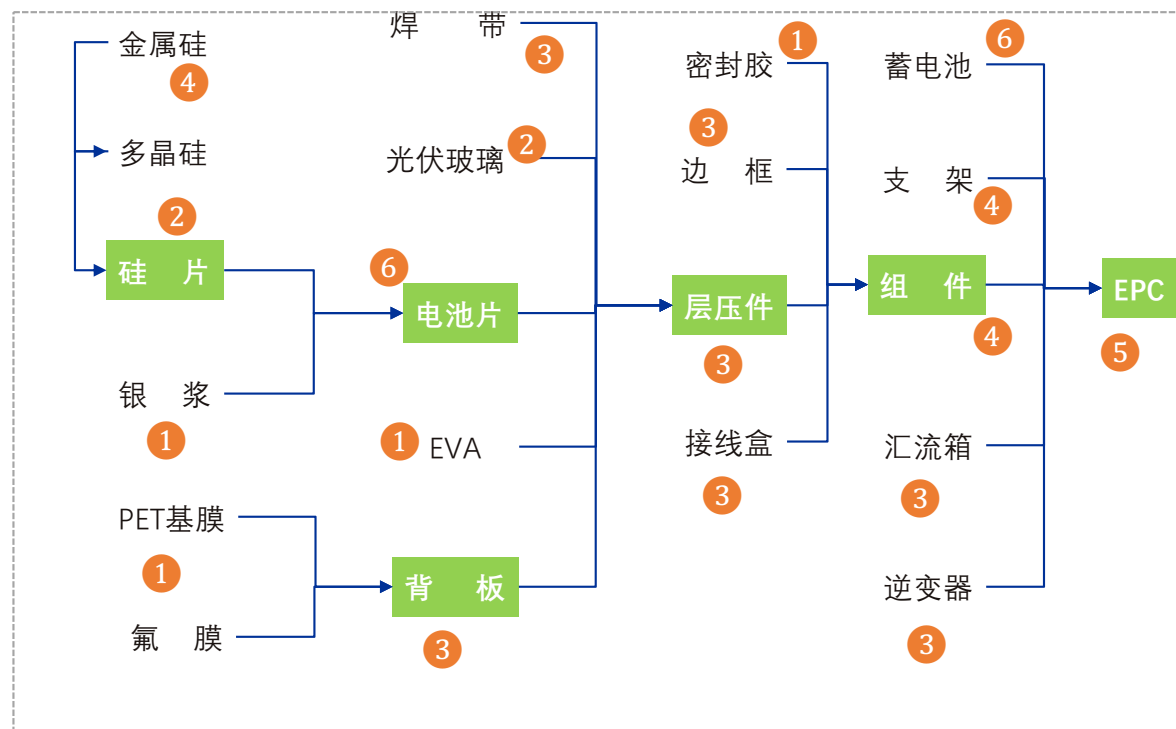 金属硅
4
多晶硅
2
硅 片
银 浆
1
PET基膜
1
氟 膜
焊 带
3
光伏玻璃
2
6
电池片
1
EVA
背 板
3
密封胶
1
3
边 框
层压件
3
接线盒
3
6
蓄电池
支 架
4
组 件
4
汇流箱
3
逆变器
3
EPC
5